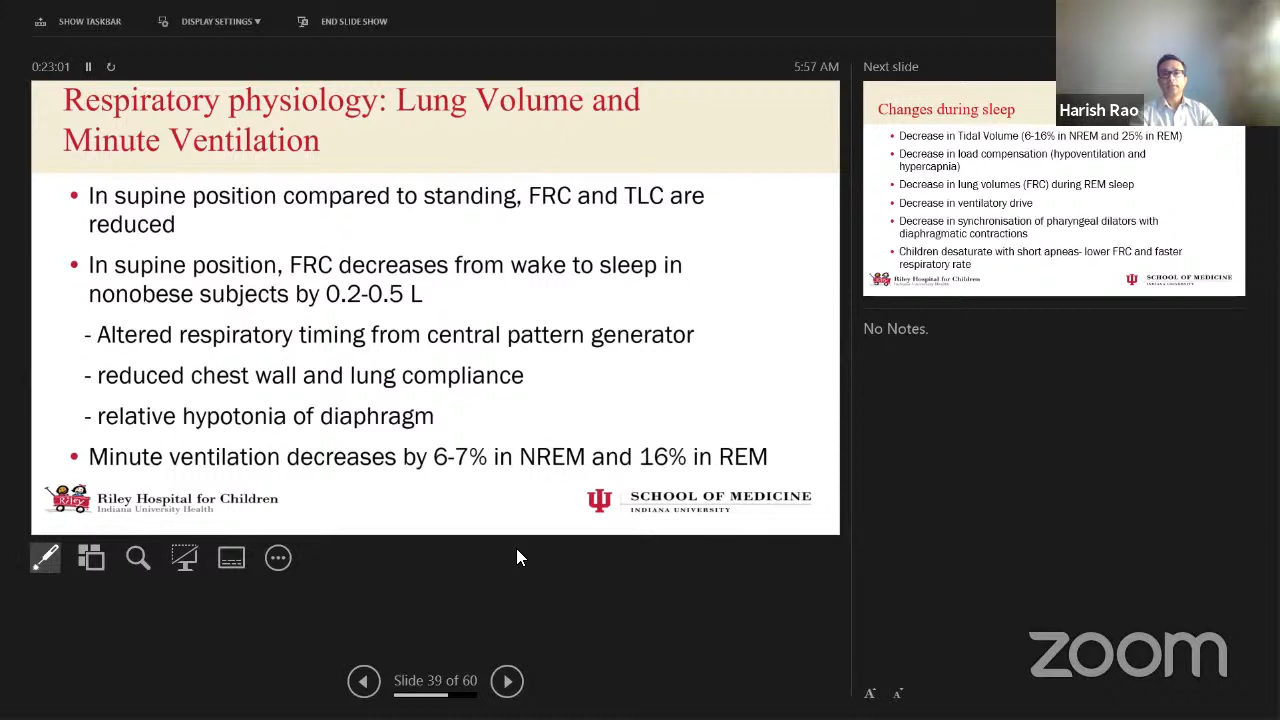 SHOW TASKBAR
DISPLAY SETTINGS ▼
END SLIDE SHOW
0:23:01
5:57 AM
Respiratory physiology: Lung Volume and
Minute Ventilation
• In supine position compared to standing, FRC and TLC are
reduced
• In supine position, FRC decreases from wake to sleep in
nonobese subjects by 0.2-0.5 L
- Altered respiratory timing from central pattern generator
- reduced chest wall and lung compliance
- relative hypotonia of diaphragm
• Minute ventilation decreases by 6-7% in NREM and 16% in REM
Riley
Riley Hospital for Children
Indiana University Health
SCHOOL OF MEDICINE
INDIANA UNIVERSITY
Slide 39 of 60
Next slide
Harish Rao
Changes during sleep
• Decrease in Tidal Volume (6-16% in NREM and 25% in REM)
• Decrease in load compensation (hypoventilation and
hypercapnia)
• Decrease in lung volumes (FRC) during REM sleep
• Decrease in ventilatory drive
• Decrease in synchronisation of pharyngeal dilators with
diaphragmatic contractions
• Children desaturate with short apneas- lower FRC and faster
respiratory rate
Riley Hospital for Children
Indiana University Health
SCHOOL OF MEDICINE
INDIANA UNIVERSITY
No Notes.
zoom
A A